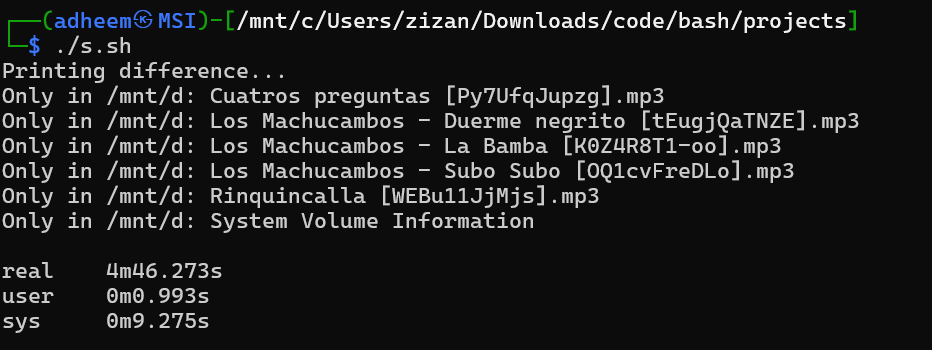 ┌──(adheem㉿MSI)-[/mnt/c/Users/zizan/Downloads/code/bash/projects]
└─$ ./s.sh
Printing difference...
Only in /mnt/d: Cuatros preguntas [Py7UfqJupzg].mp3
Only in /mnt/d: Los Machucambos - Duerme negrito [tEugjQaTNZE].mp3
Only in /mnt/d: Los Machucambos - La Bamba [K0Z4R8T1-oo].mp3
Only in /mnt/d: Los Machucambos - Subo Subo [OQ1cvFreDLo].mp3
Only in /mnt/d: Rinquincalla [WEBu11JjMjs].mp3
Only in /mnt/d: System Volume Information

real    4m46.273s
user    0m0.993s
sys     0m9.275s